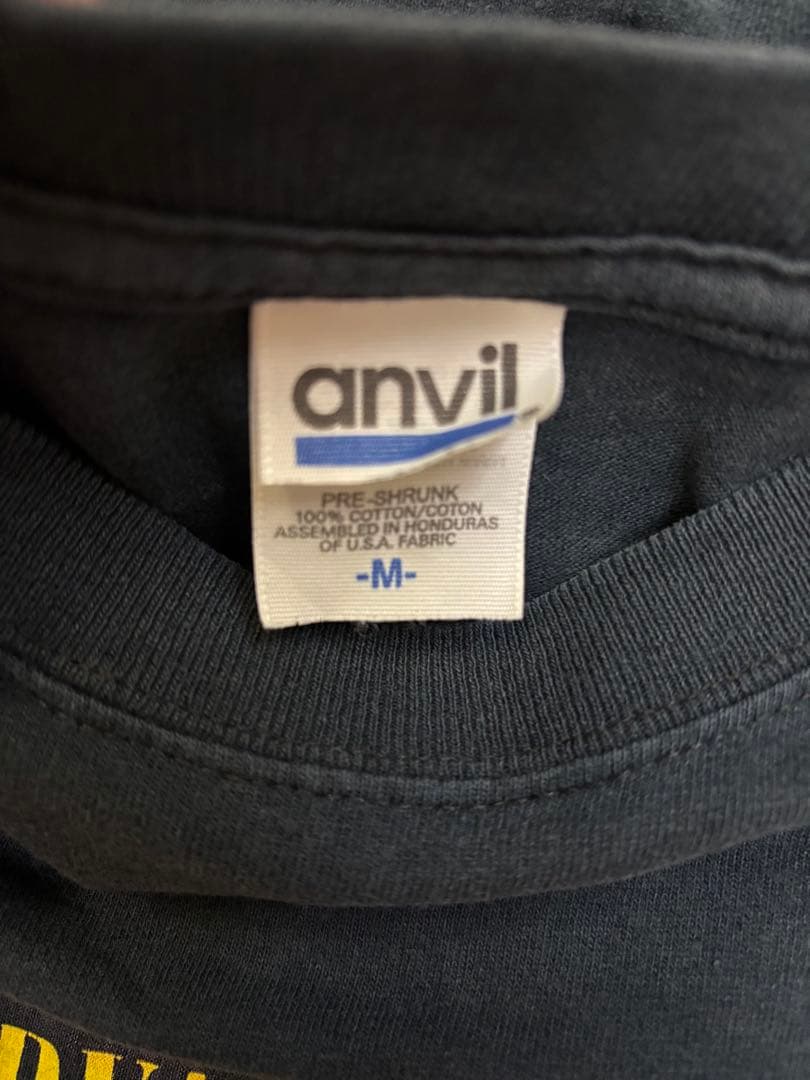 anvil
PRE-SHRUNK
100% COTTON/COTON
ASSEMBLED IN HONDURAS
OF U.S.A. FABRIC
-M-